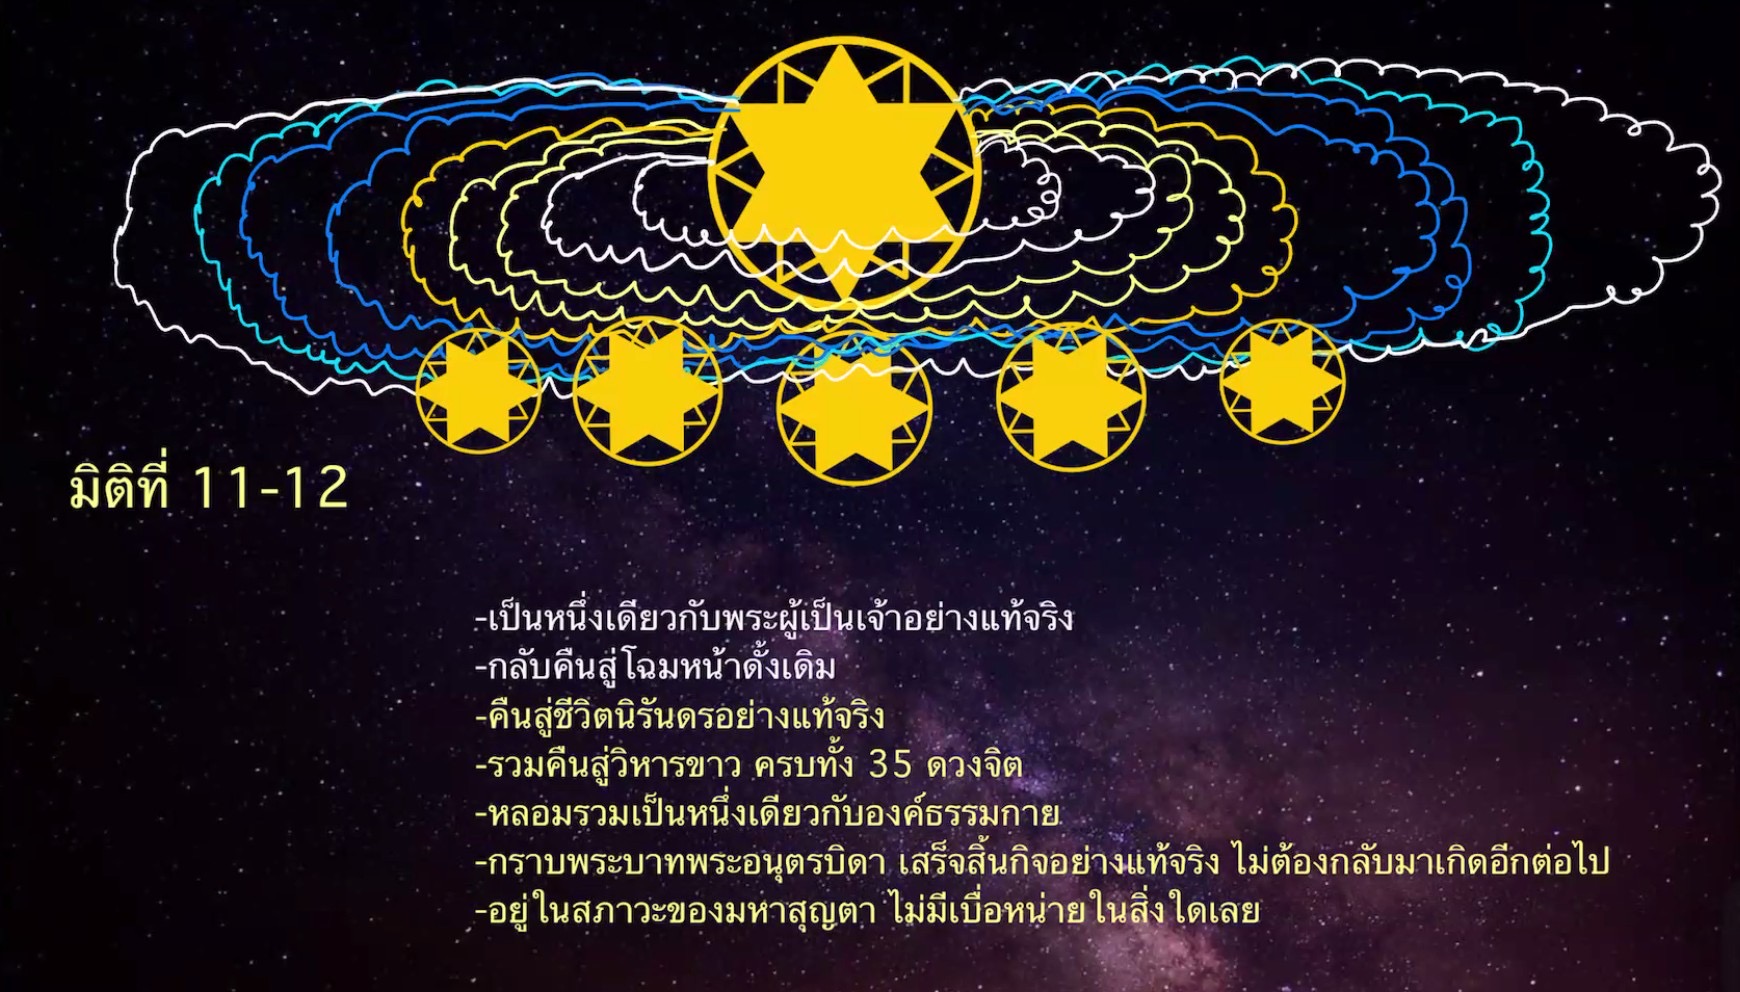 มิติที่ 11-12
-เป็นหนึ่งเดียวกับพระผู้เป็นเจ้าอย่างแท้จริง
-กลับคืนสู่โฉมหน้าดั้งเดิม
-คืนสู่ชีวิตนิรันดรอย่างแท้จริง
-รวมคืนสู่วิหารขาว ครบทั้ง 35 ดวงจิต
-หลอมรวมเป็นหนึ่งเดียวกับองค์ธรรมกาย
-กราบพระบาทพระอนุตรบิดา เสร็จสิ้นกิจอย่างแท้จริง ไม่ต้องกลับมาเกิดอีกต่อไป
-อยู่ในสภาวะของมหาสุญตา ไม่มีเบื่อหน่ายในสิ่งใดเลย